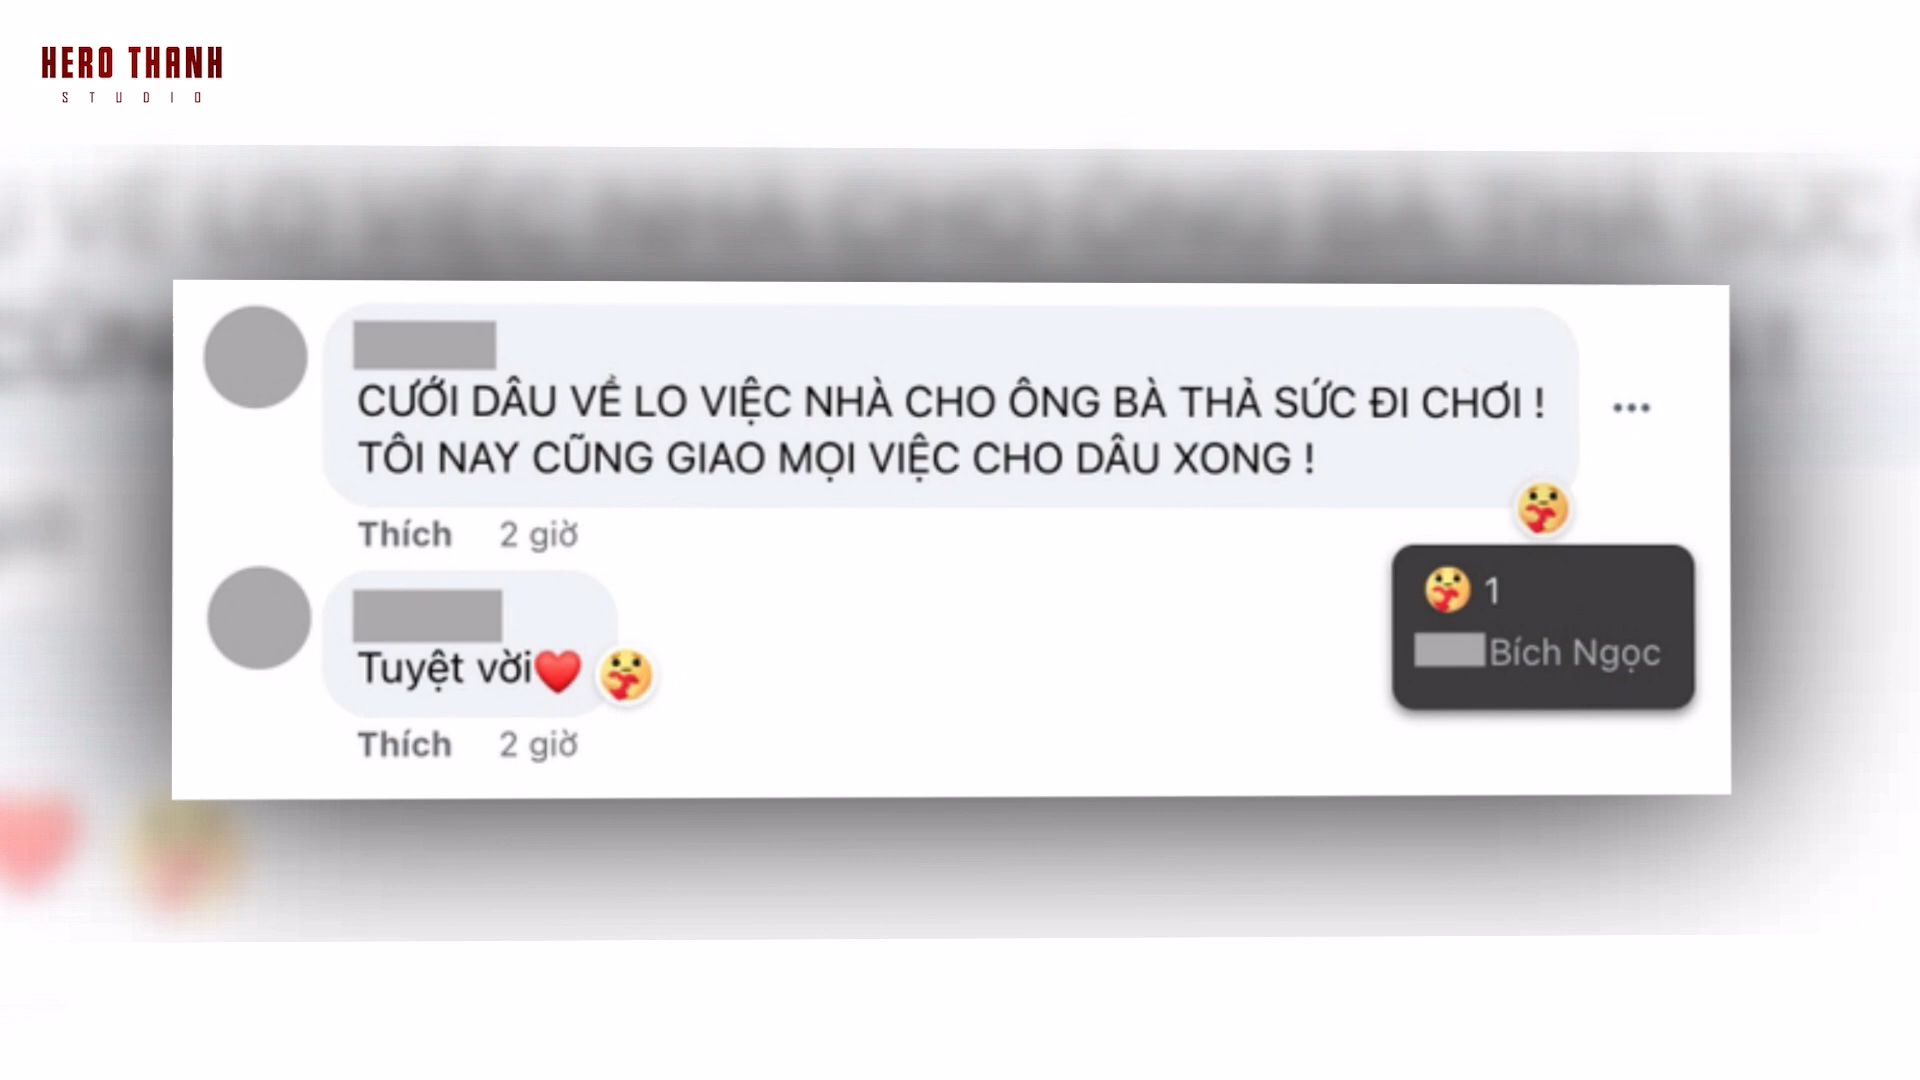 HERO THANH
STUDIO
CƯỚI DÂU VỀ LO VIỆC NHÀ CHO ÔNG BÀ THẢ SỨC ĐI CHƠI !
TÔI NAY CŨNG GIAO MỌI VIỆC CHO DÂU XONG !
Thích 2 giờ
1
Bích Ngọc
Tuyệt vời❤️
Thích 2 giờ